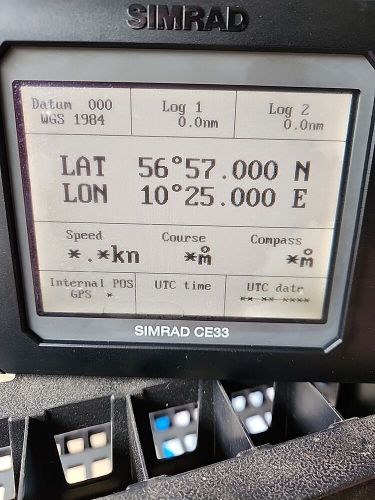 SIMRAD
Datum 000 Log 1 Log 2
WGS 1984 0.0nm 0.0nm
LAT 56°57.000 N
LON 10°25.000 E
Speed Course Compass
*.*kn *°m *°m
Internal POS UTC time UTC date
GPS * **-**-****
SIMRAD CE33